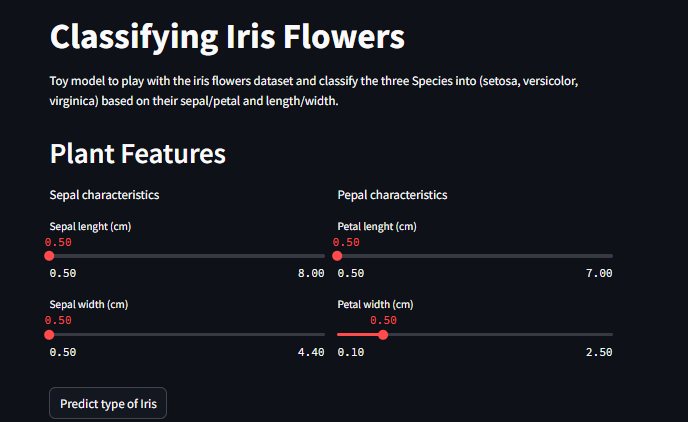 Classifying Iris Flowers
Toy model to play with the iris flowers dataset and classify the three Species into (setosa, versicolor,
virginica) based on their sepal/petal and length/width.
Plant Features
Sepal characteristics
Sepal lenght (cm)
0.50
0.50 8.00
Sepal width (cm)
0.50
0.50 4.40
Pepal characteristics
Petal lenght (cm)
0.50
0.50 7.00
Petal width (cm)
0.50
0.10 2.50
Predict type of Iris